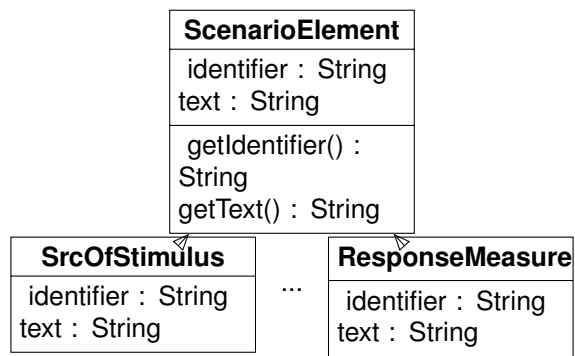 ScenarioElement
identifier : String
text : String
getIdentifier() :
String
getText() : String
SrcOfStimulus
identifier : String
text : String
...
ResponseMeasure
identifier : String
text : String